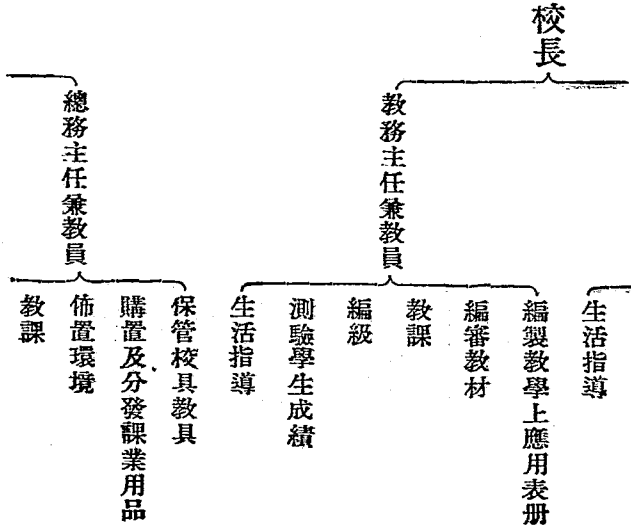 校長
生活指導
教務主任兼教員
編製教學上應用表册
編審教材
教課
編級
測驗學生成績
生活指導
總務主任兼教員
保管校具教具
購置及分發課業用品
佈置環境
教課